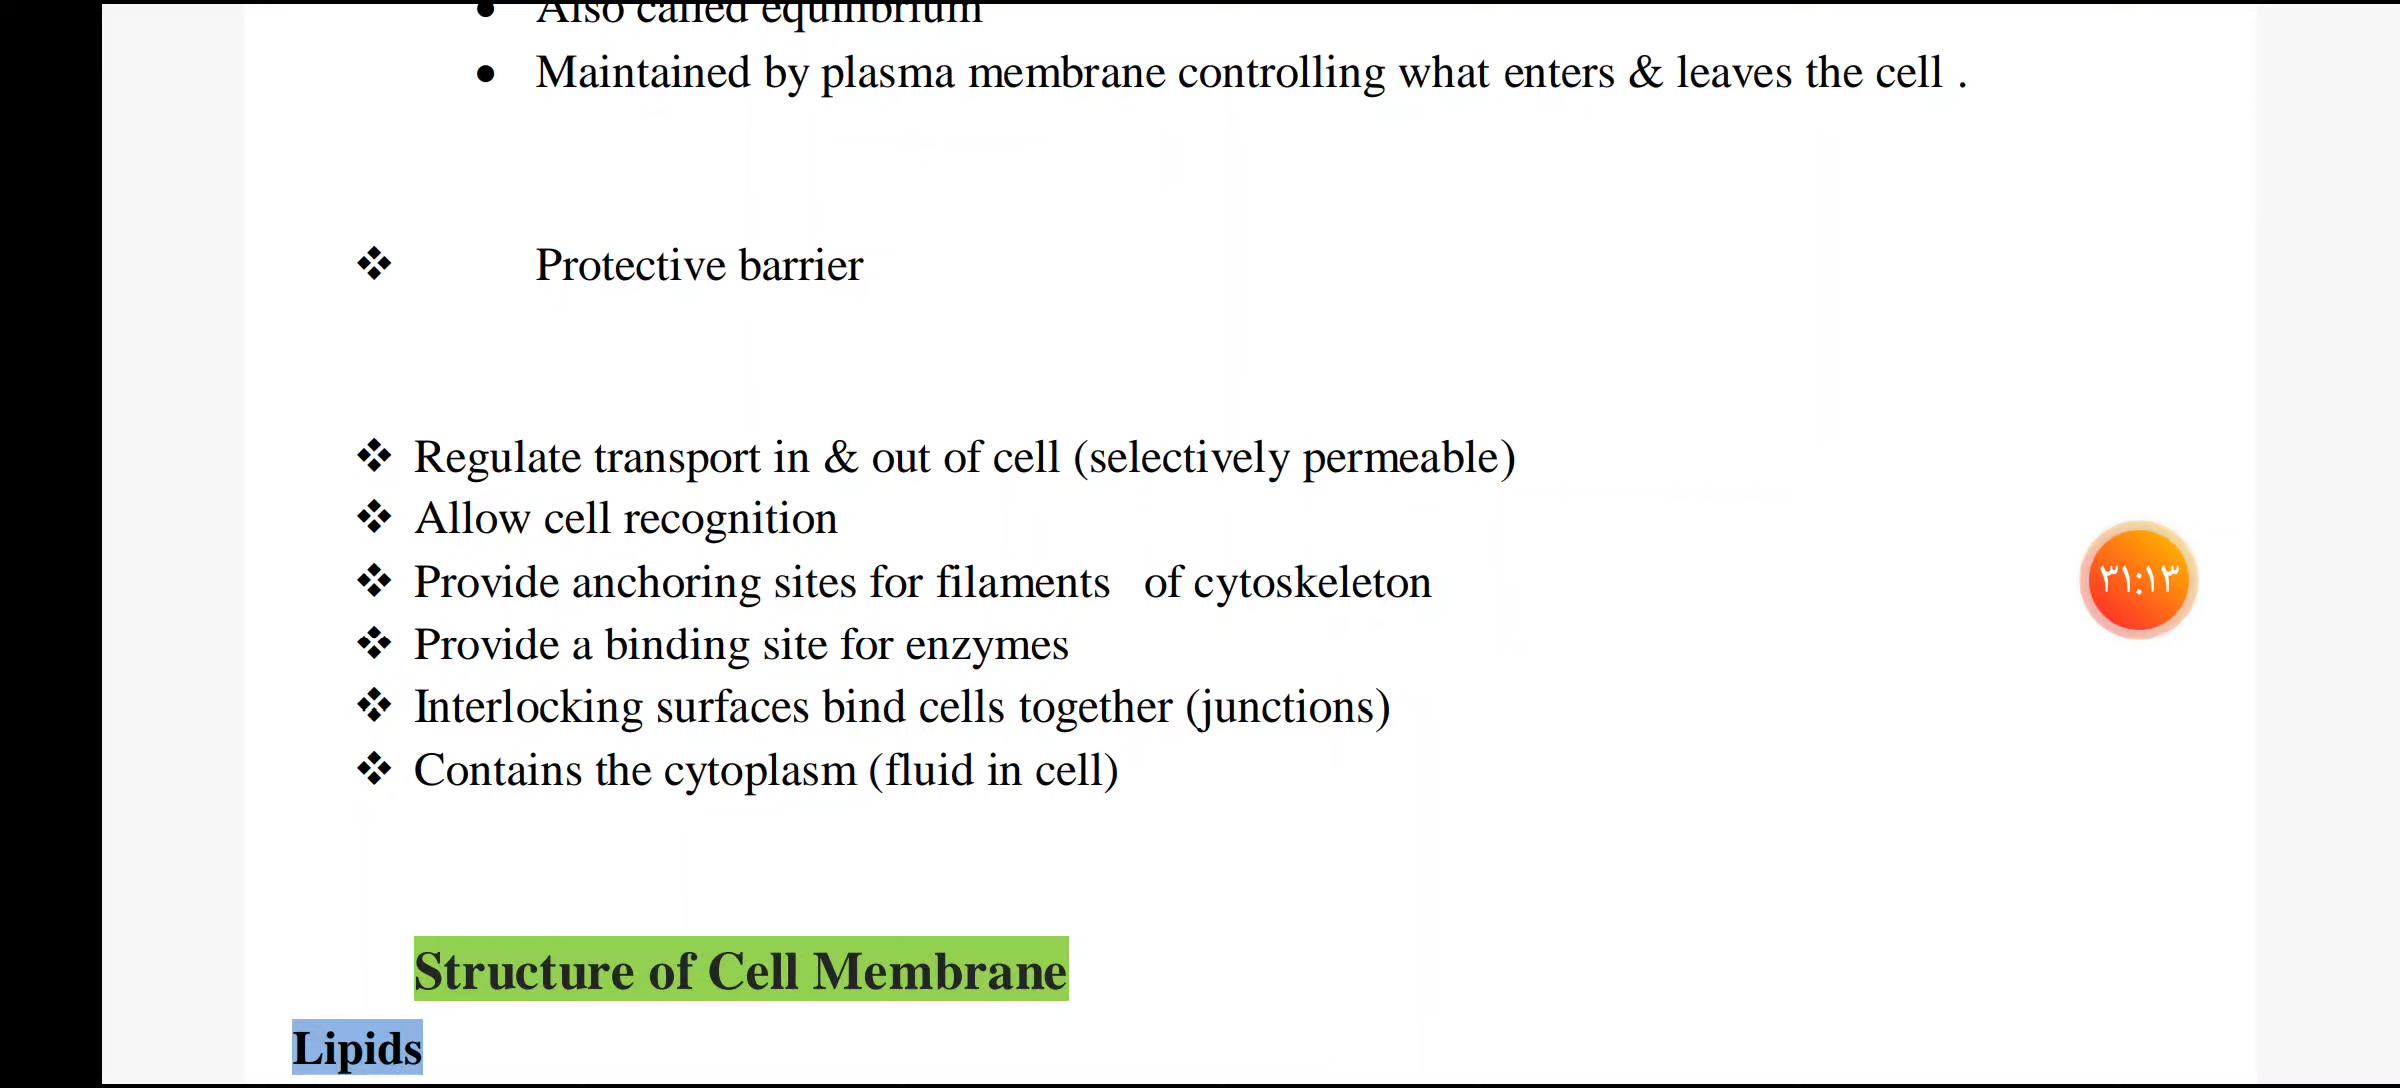 • Also called equilibrium
• Maintained by plasma membrane controlling what enters & leaves the cell .
❖ Protective barrier
❖ Regulate transport in & out of cell (selectively permeable)
❖ Allow cell recognition
❖ Provide anchoring sites for filaments of cytoskeleton
❖ Provide a binding site for enzymes
❖ Interlocking surfaces bind cells together (junctions)
❖ Contains the cytoplasm (fluid in cell)
٣١:١٣
Structure of Cell Membrane
Lipids